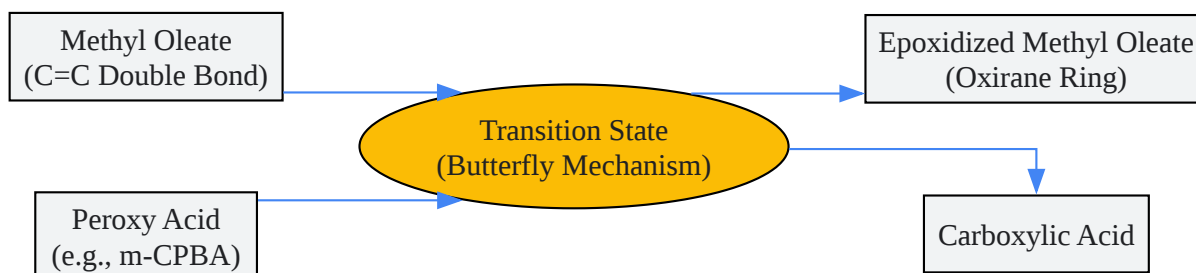 Methyl Oleate
(C=C Double Bond)
Peroxy Acid
(e.g., m-CPBA)
Transition State
(Butterfly Mechanism)
Epoxidized Methyl Oleate
(Oxirane Ring)
Carboxylic Acid